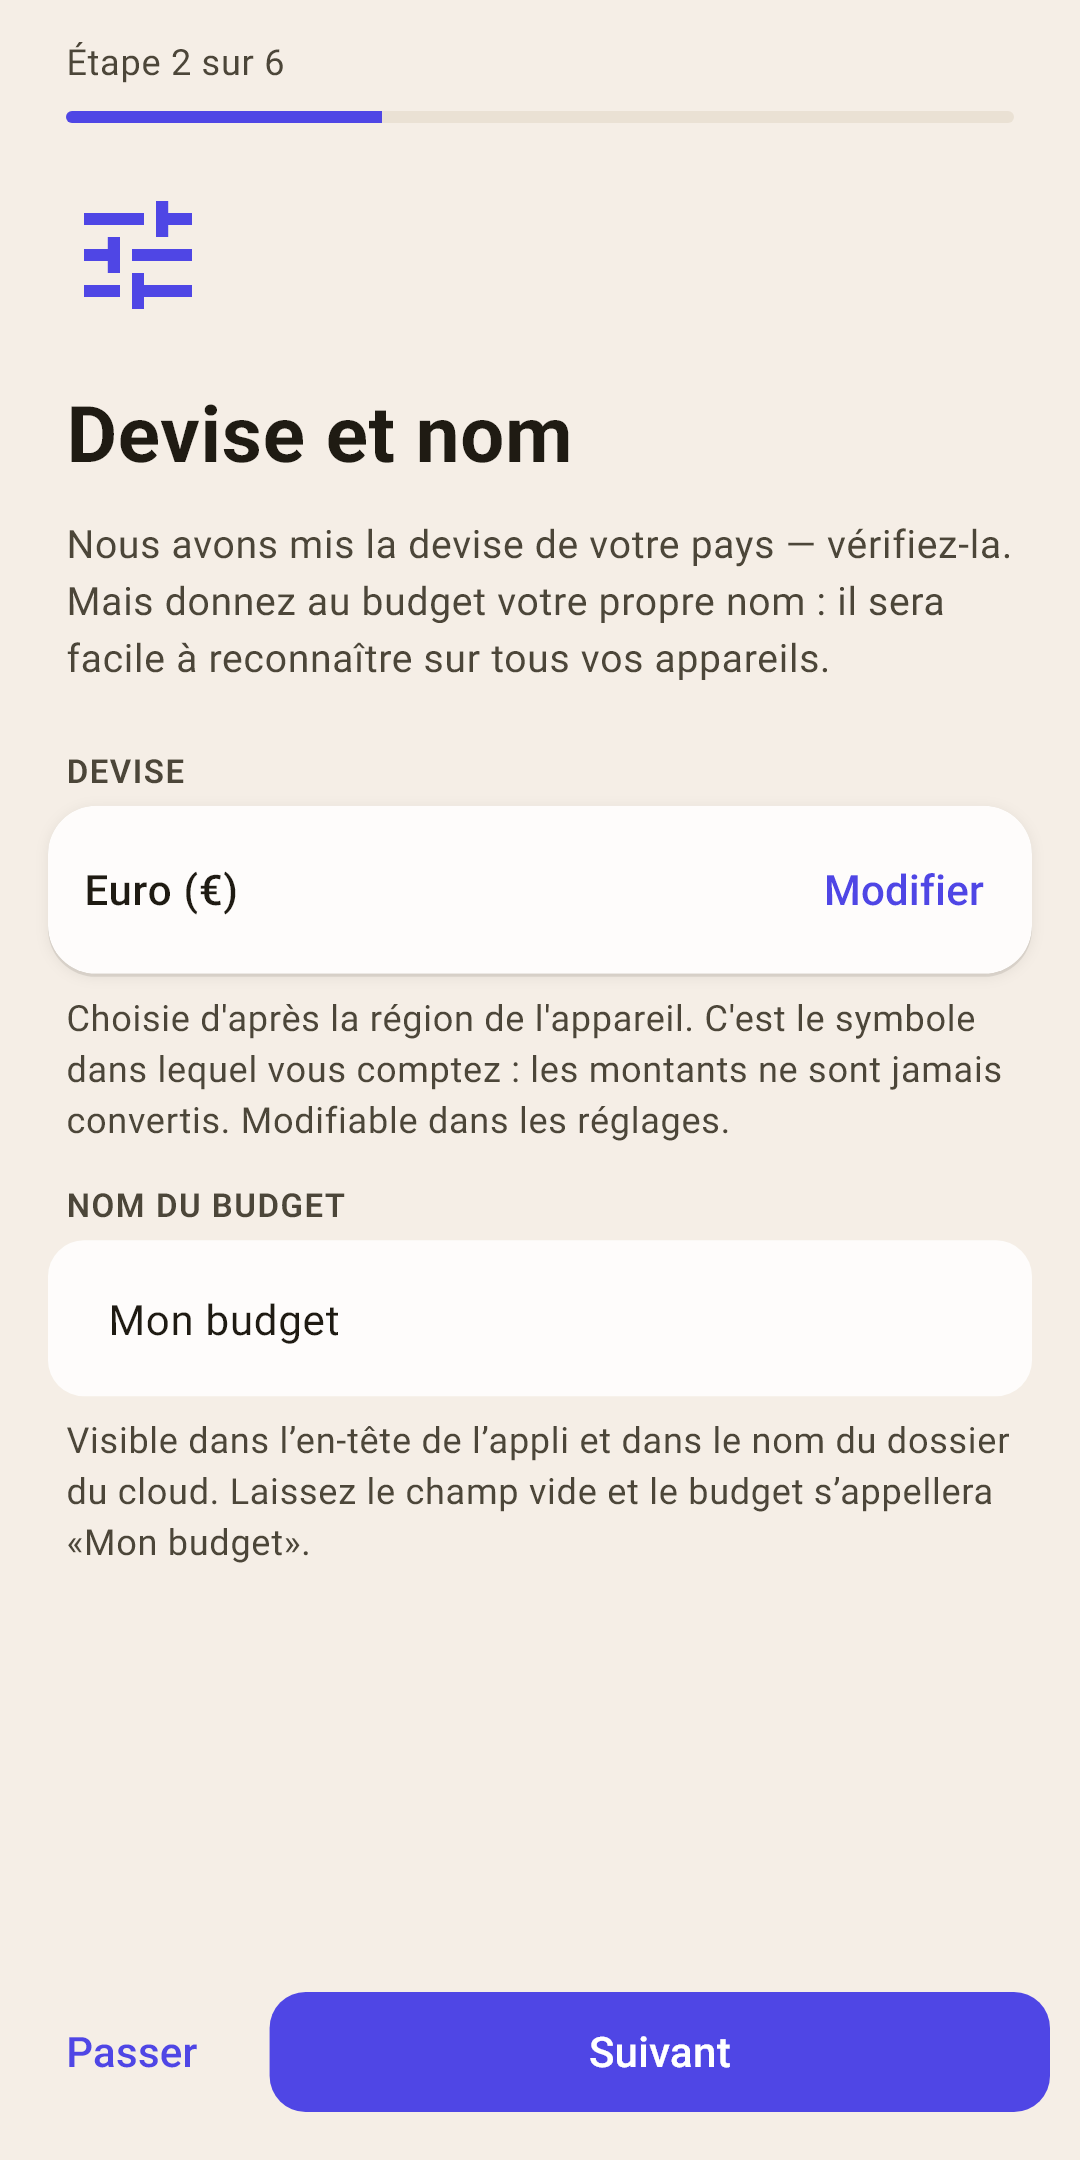 Étape 2 sur 6
Devise et nom
Nous avons mis la devise de votre pays — vérifiez-la.
Mais donnez au budget votre propre nom : il sera
facile à reconnaître sur tous vos appareils.
DEVISE
Euro (€)
Modifier
Choisie d'après la région de l'appareil. C'est le symbole
dans lequel vous comptez : les montants ne sont jamais
convertis. Modifiable dans les réglages.
NOM DU BUDGET
Mon budget
Visible dans l’en-tête de l’appli et dans le nom du dossier
du cloud. Laissez le champ vide et le budget s’appellera
«Mon budget».
Passer
Suivant